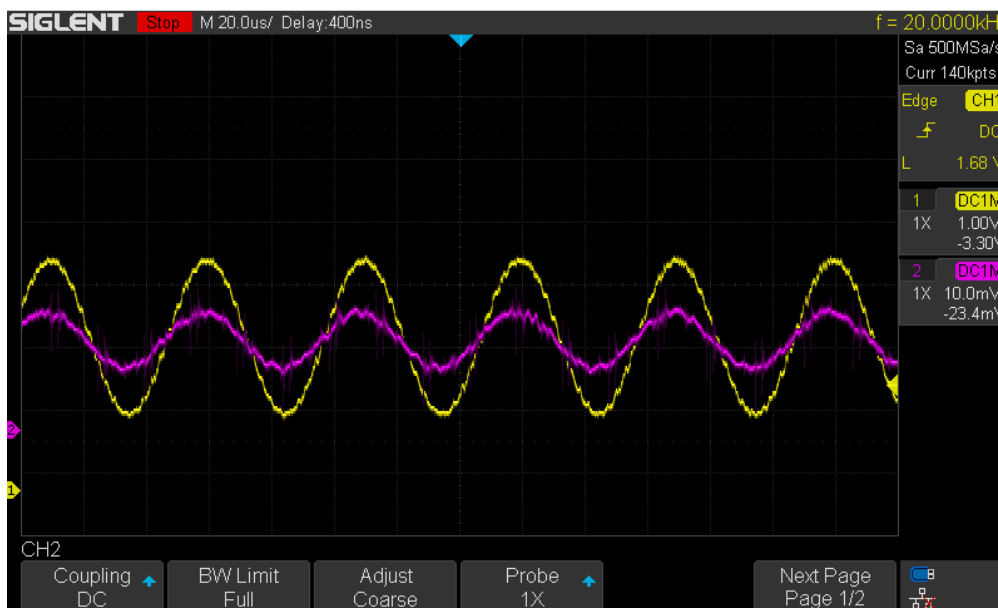 SIGLENT Stop M 20.0us/ Delay:400ns f = 20.0000kH
Sa 500MSa/s
Curr 140kpts
Edge CH1
DC
L 1.68 V
1 DC1M
1X 1.00V
-3.30V
2 DC1M
1X 10.0mV
-23.4mV
2
1
CH2
Coupling BW Limit Adjust Probe Next Page
DC Full Coarse 1X Page 1/2